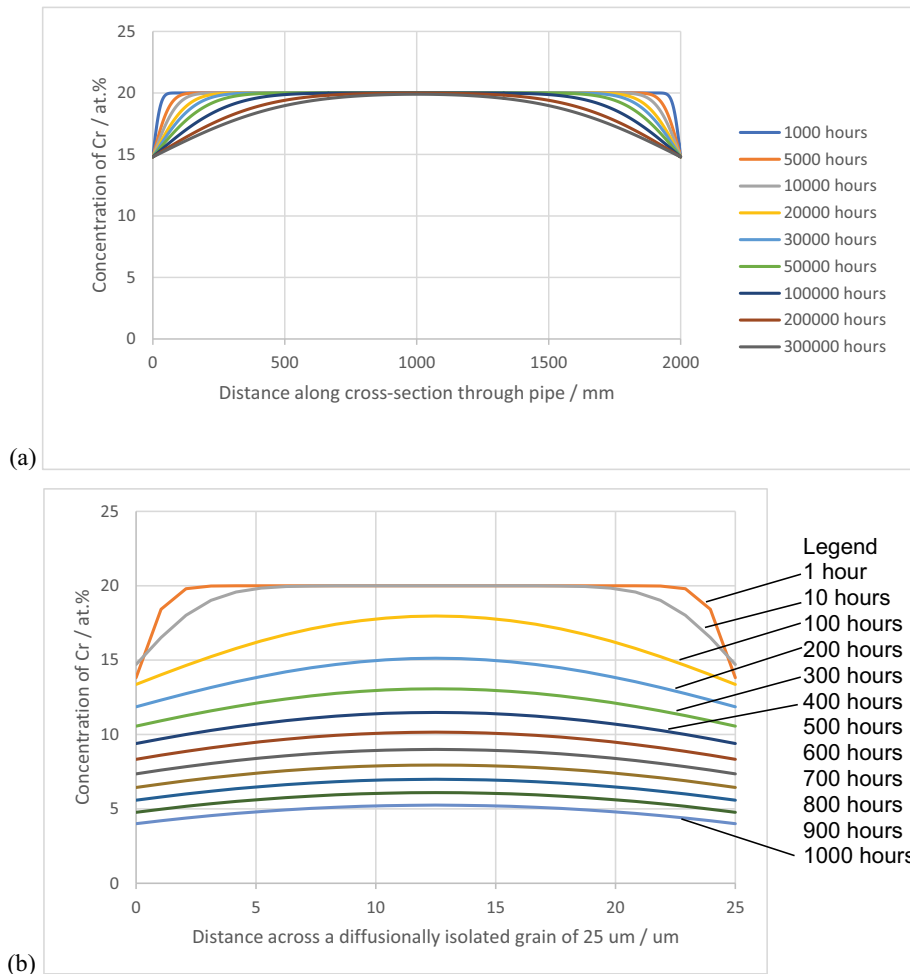 (a)
Concentration of Cr / at.%
25
20
15
10
5
0
0 500 1000 1500 2000
Distance along cross-section through pipe / mm
1000 hours
5000 hours
10000 hours
20000 hours
30000 hours
50000 hours
100000 hours
200000 hours
300000 hours
(b)
Concentration of Cr / at.%
25
20
15
10
5
0
0 5 10 15 20 25
Distance across a diffusionally isolated grain of 25 um / um
Legend
1 hour
10 hours
100 hours
200 hours
300 hours
400 hours
500 hours
600 hours
700 hours
800 hours
900 hours
1000 hours